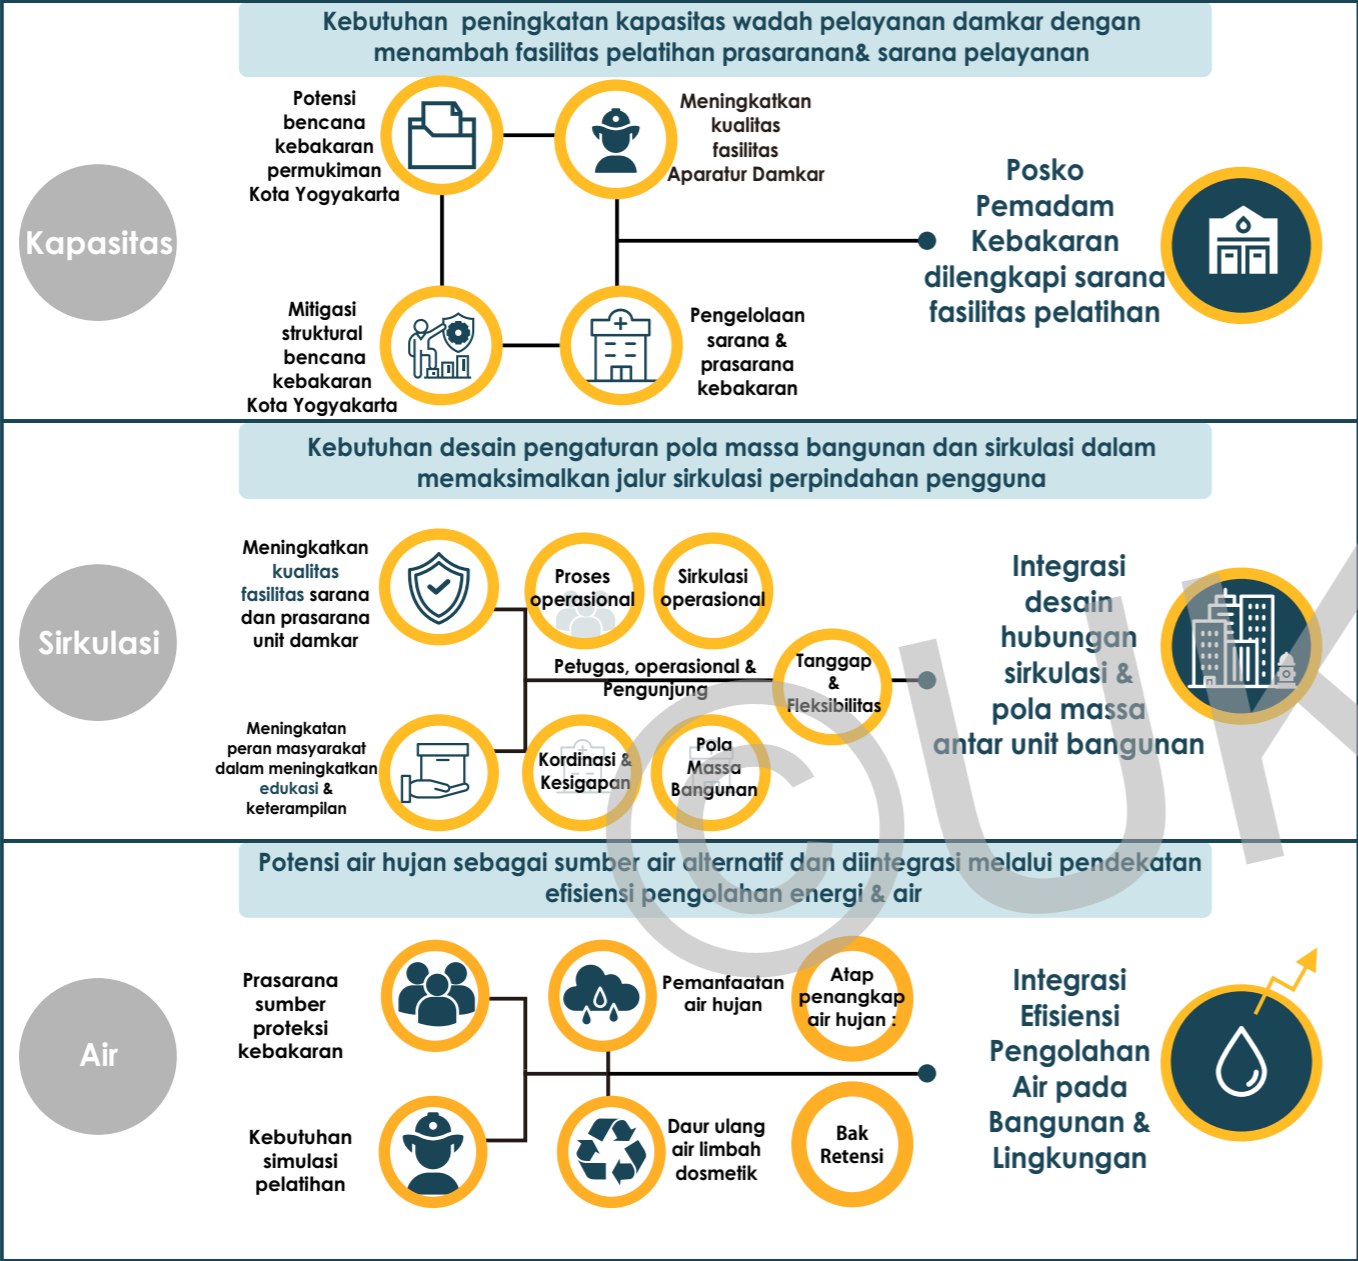 Kebutuhan peningkatan kapasitas wadah pelayanan damkar dengan
menambah fasilitas pelatihan prasaranan& sarana pelayanan
Kapasitas
Potensi
bencana
kebakaran
permukiman
Kota Yogyakarta
Meningkatkan
kualitas
fasilitas
Aparatur Damkar
Mitigasi
struktural
bencana
kebakaran
Kota Yogyakarta
Pengelolaan
sarana &
prasarana
kebakaran
Posko
Pemadam
Kebakaran
dilengkapi sarana
fasilitas pelatihan
Kebutuhan desain pengaturan pola massa bangunan dan sirkulasi dalam
memaksimalkan jalur sirkulasi perpindahan pengguna
Sirkulasi
Meningkatkan
kualitas
fasilitas sarana
dan prasarana
unit damkar
Proses
operasional
Sirkulasi
operasional
Petugas, operasional &
Pengunjung
Tanggap
&
Fleksibilitas
Meningkatan
peran masyarakat
dalam meningkatkan
edukasi &
keterampilan
Kordinasi &
Kesigapan
Pola
Massa
Bangunan
Integrasi
desain
hubungan
sirkulasi &
pola massa
antar unit bangunan
Potensi air hujan sebagai sumber air alternatif dan diintegrasi melalui pendekatan
efisiensi pengolahan energi & air
Air
Prasarana
sumber
proteksi
kebakaran
Pemanfaatan
air hujan
Atap
penangkap
air hujan :
Kebutuhan
simulasi
pelatihan
Daur ulang
air limbah
dosmetik
Bak
Retensi
Integrasi
Efisiensi
Pengolahan
Air pada
Bangunan &
Lingkungan
©UK